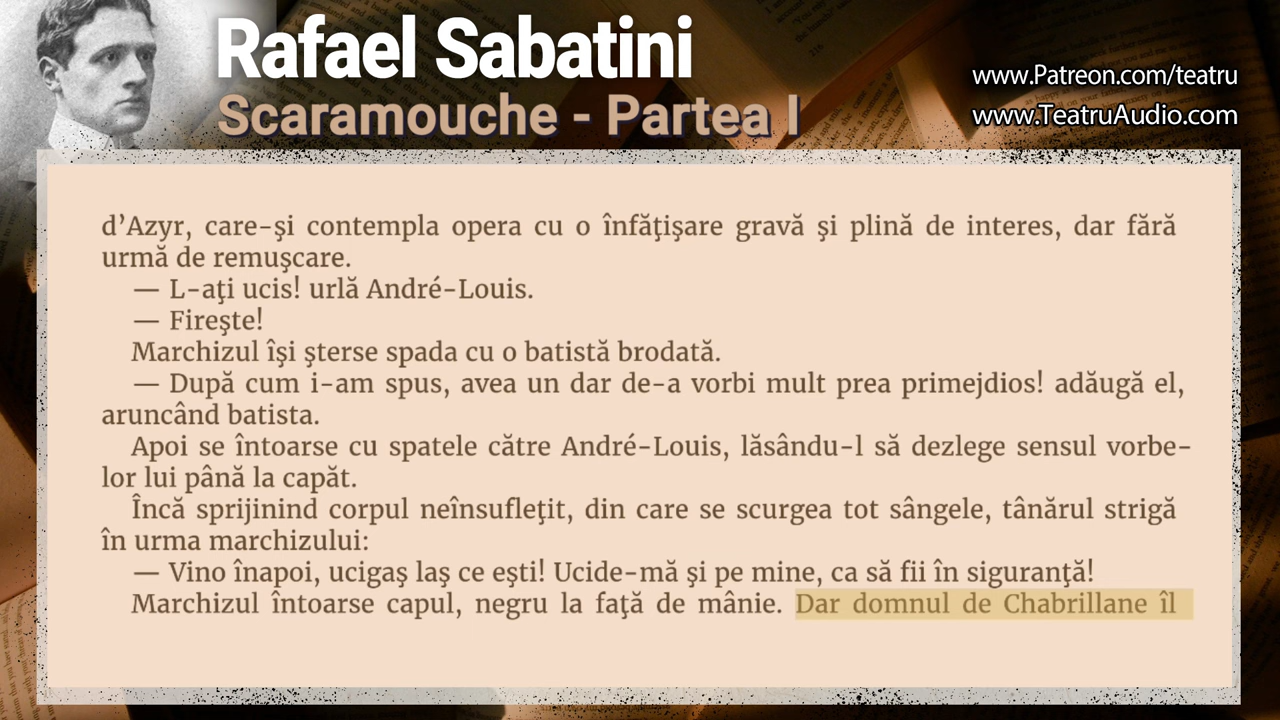 Rafael Sabatini
Scaramouche - Partea I
www.Patreon.com/teatru
www.TeatruAudio.com
d’Azyr, care-şi contempla opera cu o înfăţişare gravă şi plină de interes, dar fără
urmă de remuşcare.
— L-aţi ucis! urlă André-Louis.
— Fireşte!
Marchizul îşi şterse spada cu o batistă brodată.
— După cum i-am spus, avea un dar de-a vorbi mult prea primejdios! adăugă el,
aruncând batista.
Apoi se întoarse cu spatele către André-Louis, lăsându-l să dezlege sensul vorbe-
lor lui până la capăt.
Încă sprijinind corpul neînsufleţit, din care se scurgea tot sângele, tânărul strigă
în urma marchizului:
— Vino înapoi, ucigaş laş ce eşti! Ucide-mă şi pe mine, ca să fii în siguranţă!
Marchizul întoarse capul, negru la faţă de mânie. Dar domnul de Chabrillane îl